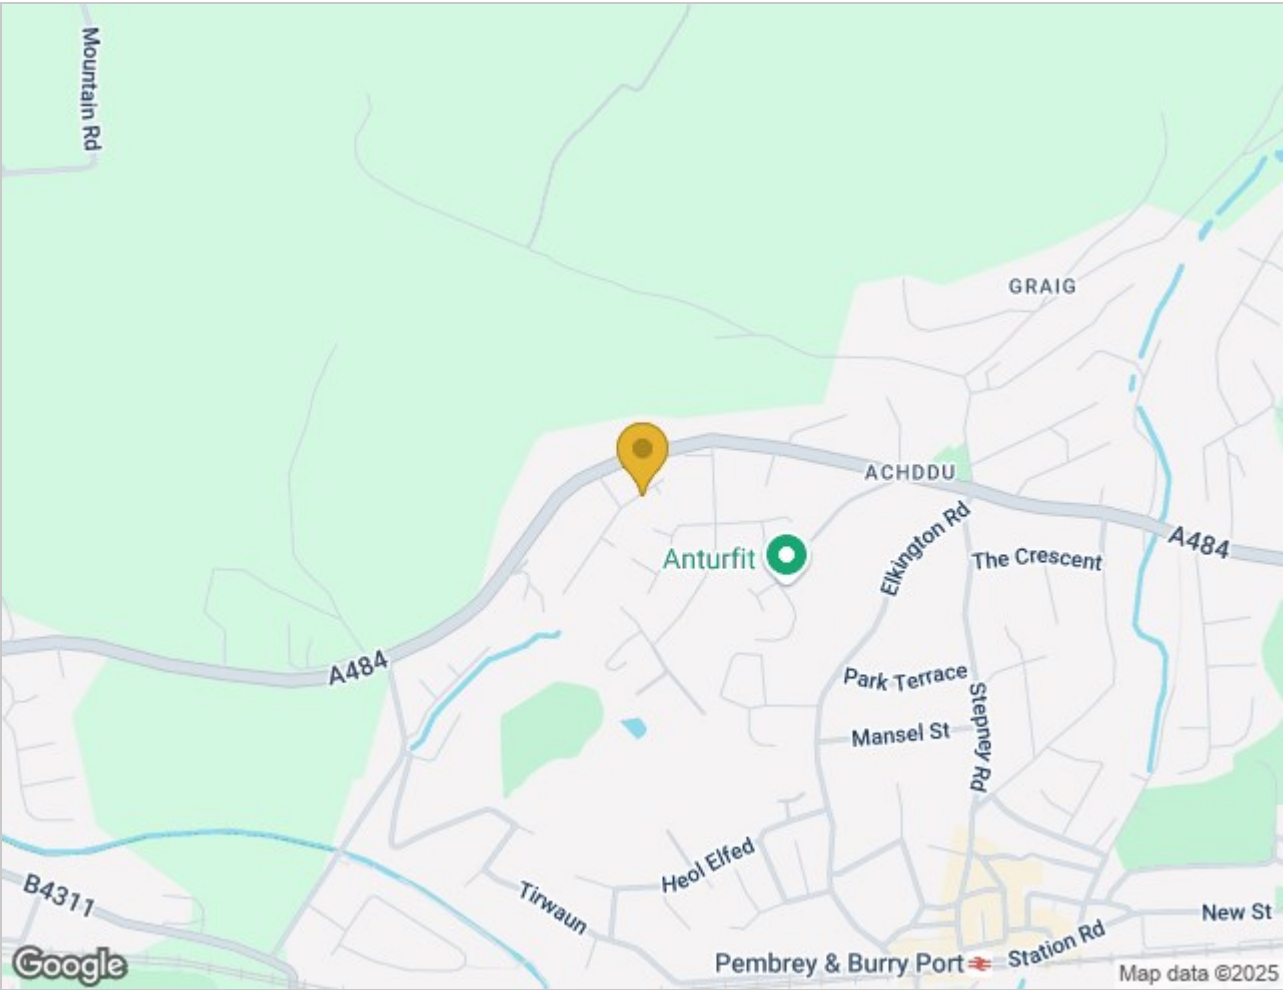 Mountain Rd
GRAIG
ACHDDU
A484
Elkington Rd
Anturfit
The Crescent
A484
Park Terrace
Stepney Rd
Mansel St
Heol Elfed
B4311
Tirwaun
New St
Station Rd
Pembrey & Burry Port
Google
Map data ©2025